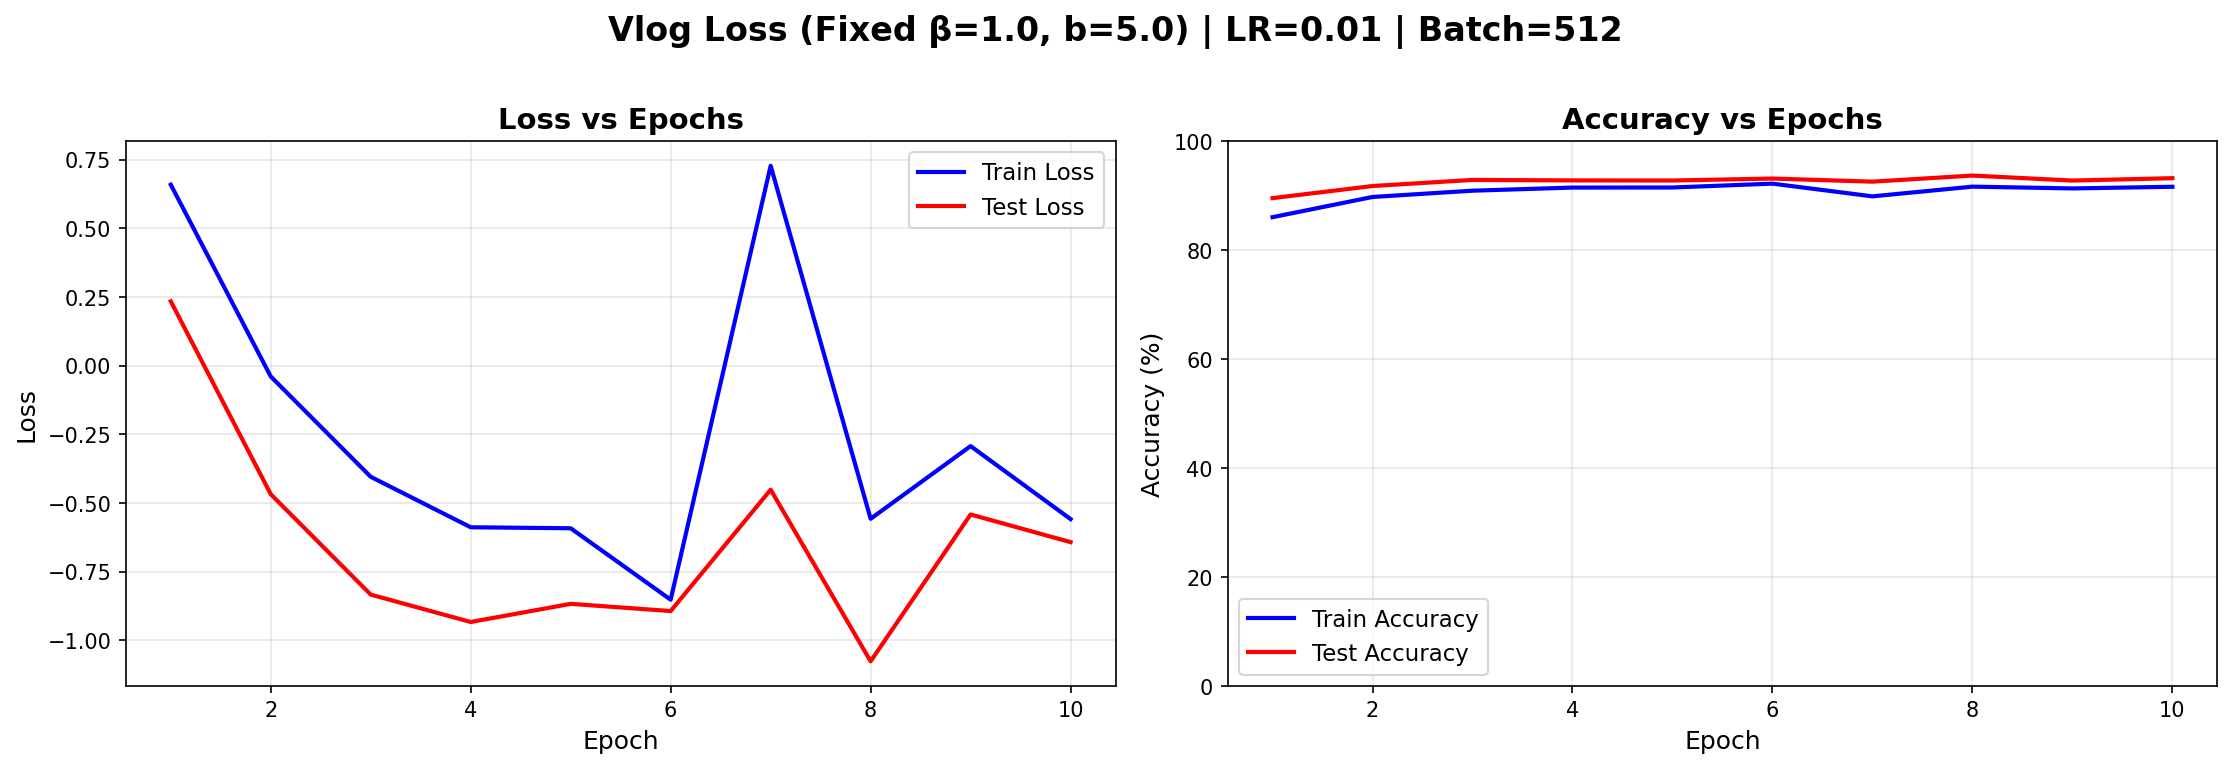 Vlog Loss (Fixed β=1.0, b=5.0) | LR=0.01 | Batch=512
Loss vs Epochs
0.75
0.50
0.25
0.00
−0.25
−0.50
−0.75
−1.00
Loss
Train Loss
Test Loss
2
4
6
8
10
Epoch
Accuracy vs Epochs
100
80
60
40
20
0
Accuracy (%)
Train Accuracy
Test Accuracy
2
4
6
8
10
Epoch